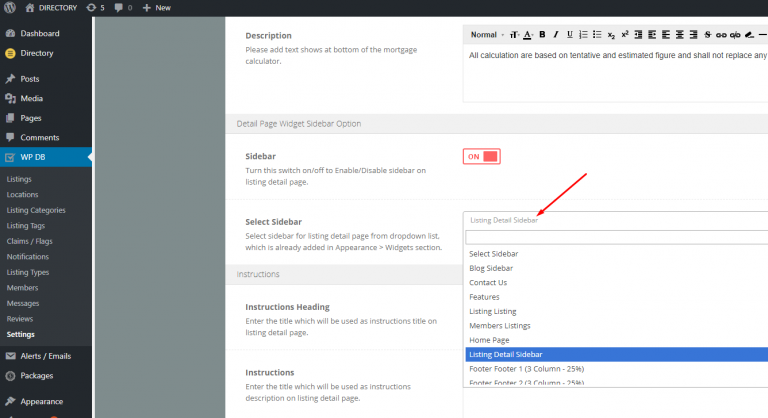 DIRECTORY 5 0 New
Dashboard
Directory
Posts
Media
Pages
Comments
WP DB
Listings
Locations
Listing Categories
Listing Tags
Claims / Flags
Notifications
Listing Types
Members
Messages
Reviews
Settings
Alerts / Emails
Packages
Appearance
Description
Please add text shows at bottom of the mortgage
calculator.
Normal
All calculation are based on tentative and estimated figure and shall not replace any
Detail Page Widget Sidebar Option
Sidebar
Turn this switch on/off to Enable/Disable sidebar on
listing detail page.
ON
Select Sidebar
Select sidebar for listing detail page from dropdown list,
which is already added in Appearance > Widgets section.
Listing Detail Sidebar
Select Sidebar
Blog Sidebar
Contact Us
Features
Listing Listing
Members Listings
Home Page
Listing Detail Sidebar
Footer Footer 1 (3 Column - 25%)
Footer Footer 2 (3 Column - 25%)
Instructions
Instructions Heading
Enter the title which will be used as instructions title on
listing detail page.
Instructions
Enter the title which will be used as instructions
description on listing detail page.